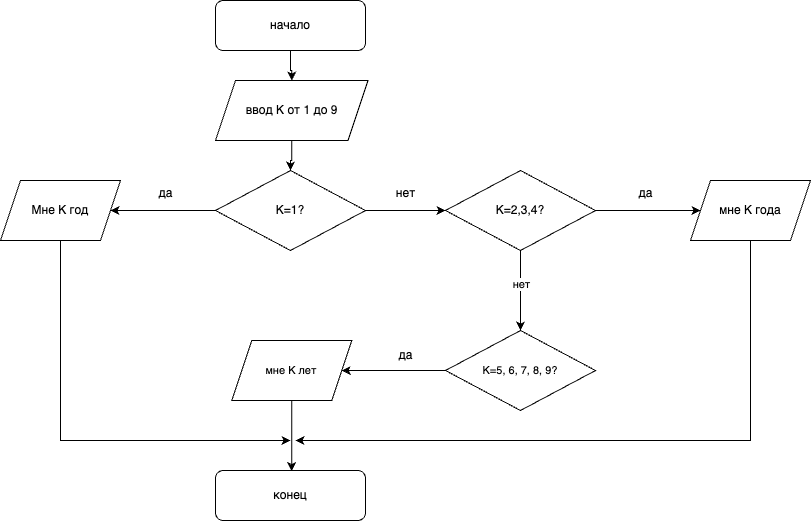 начало
ввод K от 1 до 9
да
нет
да
Мне K год
K=1?
K=2,3,4?
мне K года
нет
да
мне K лет
K=5, 6, 7, 8, 9?
конец